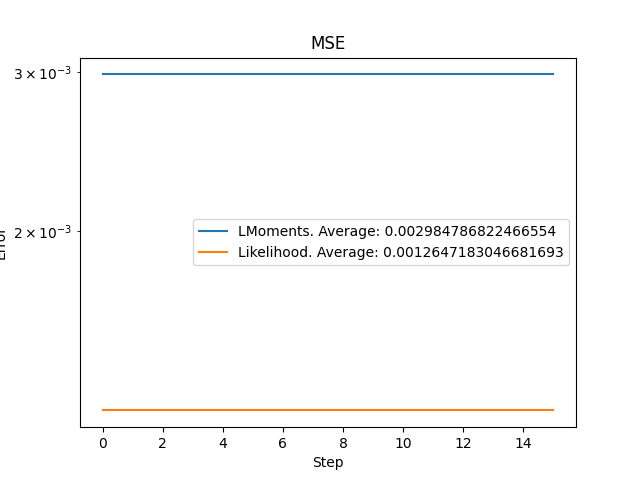 MSE
3 × 10⁻³
2 × 10⁻³
Error
LMoments. Average: 0.002984786822466554
Likelihood. Average: 0.0012647183046681693
0 2 4 6 8 10 12 14
Step